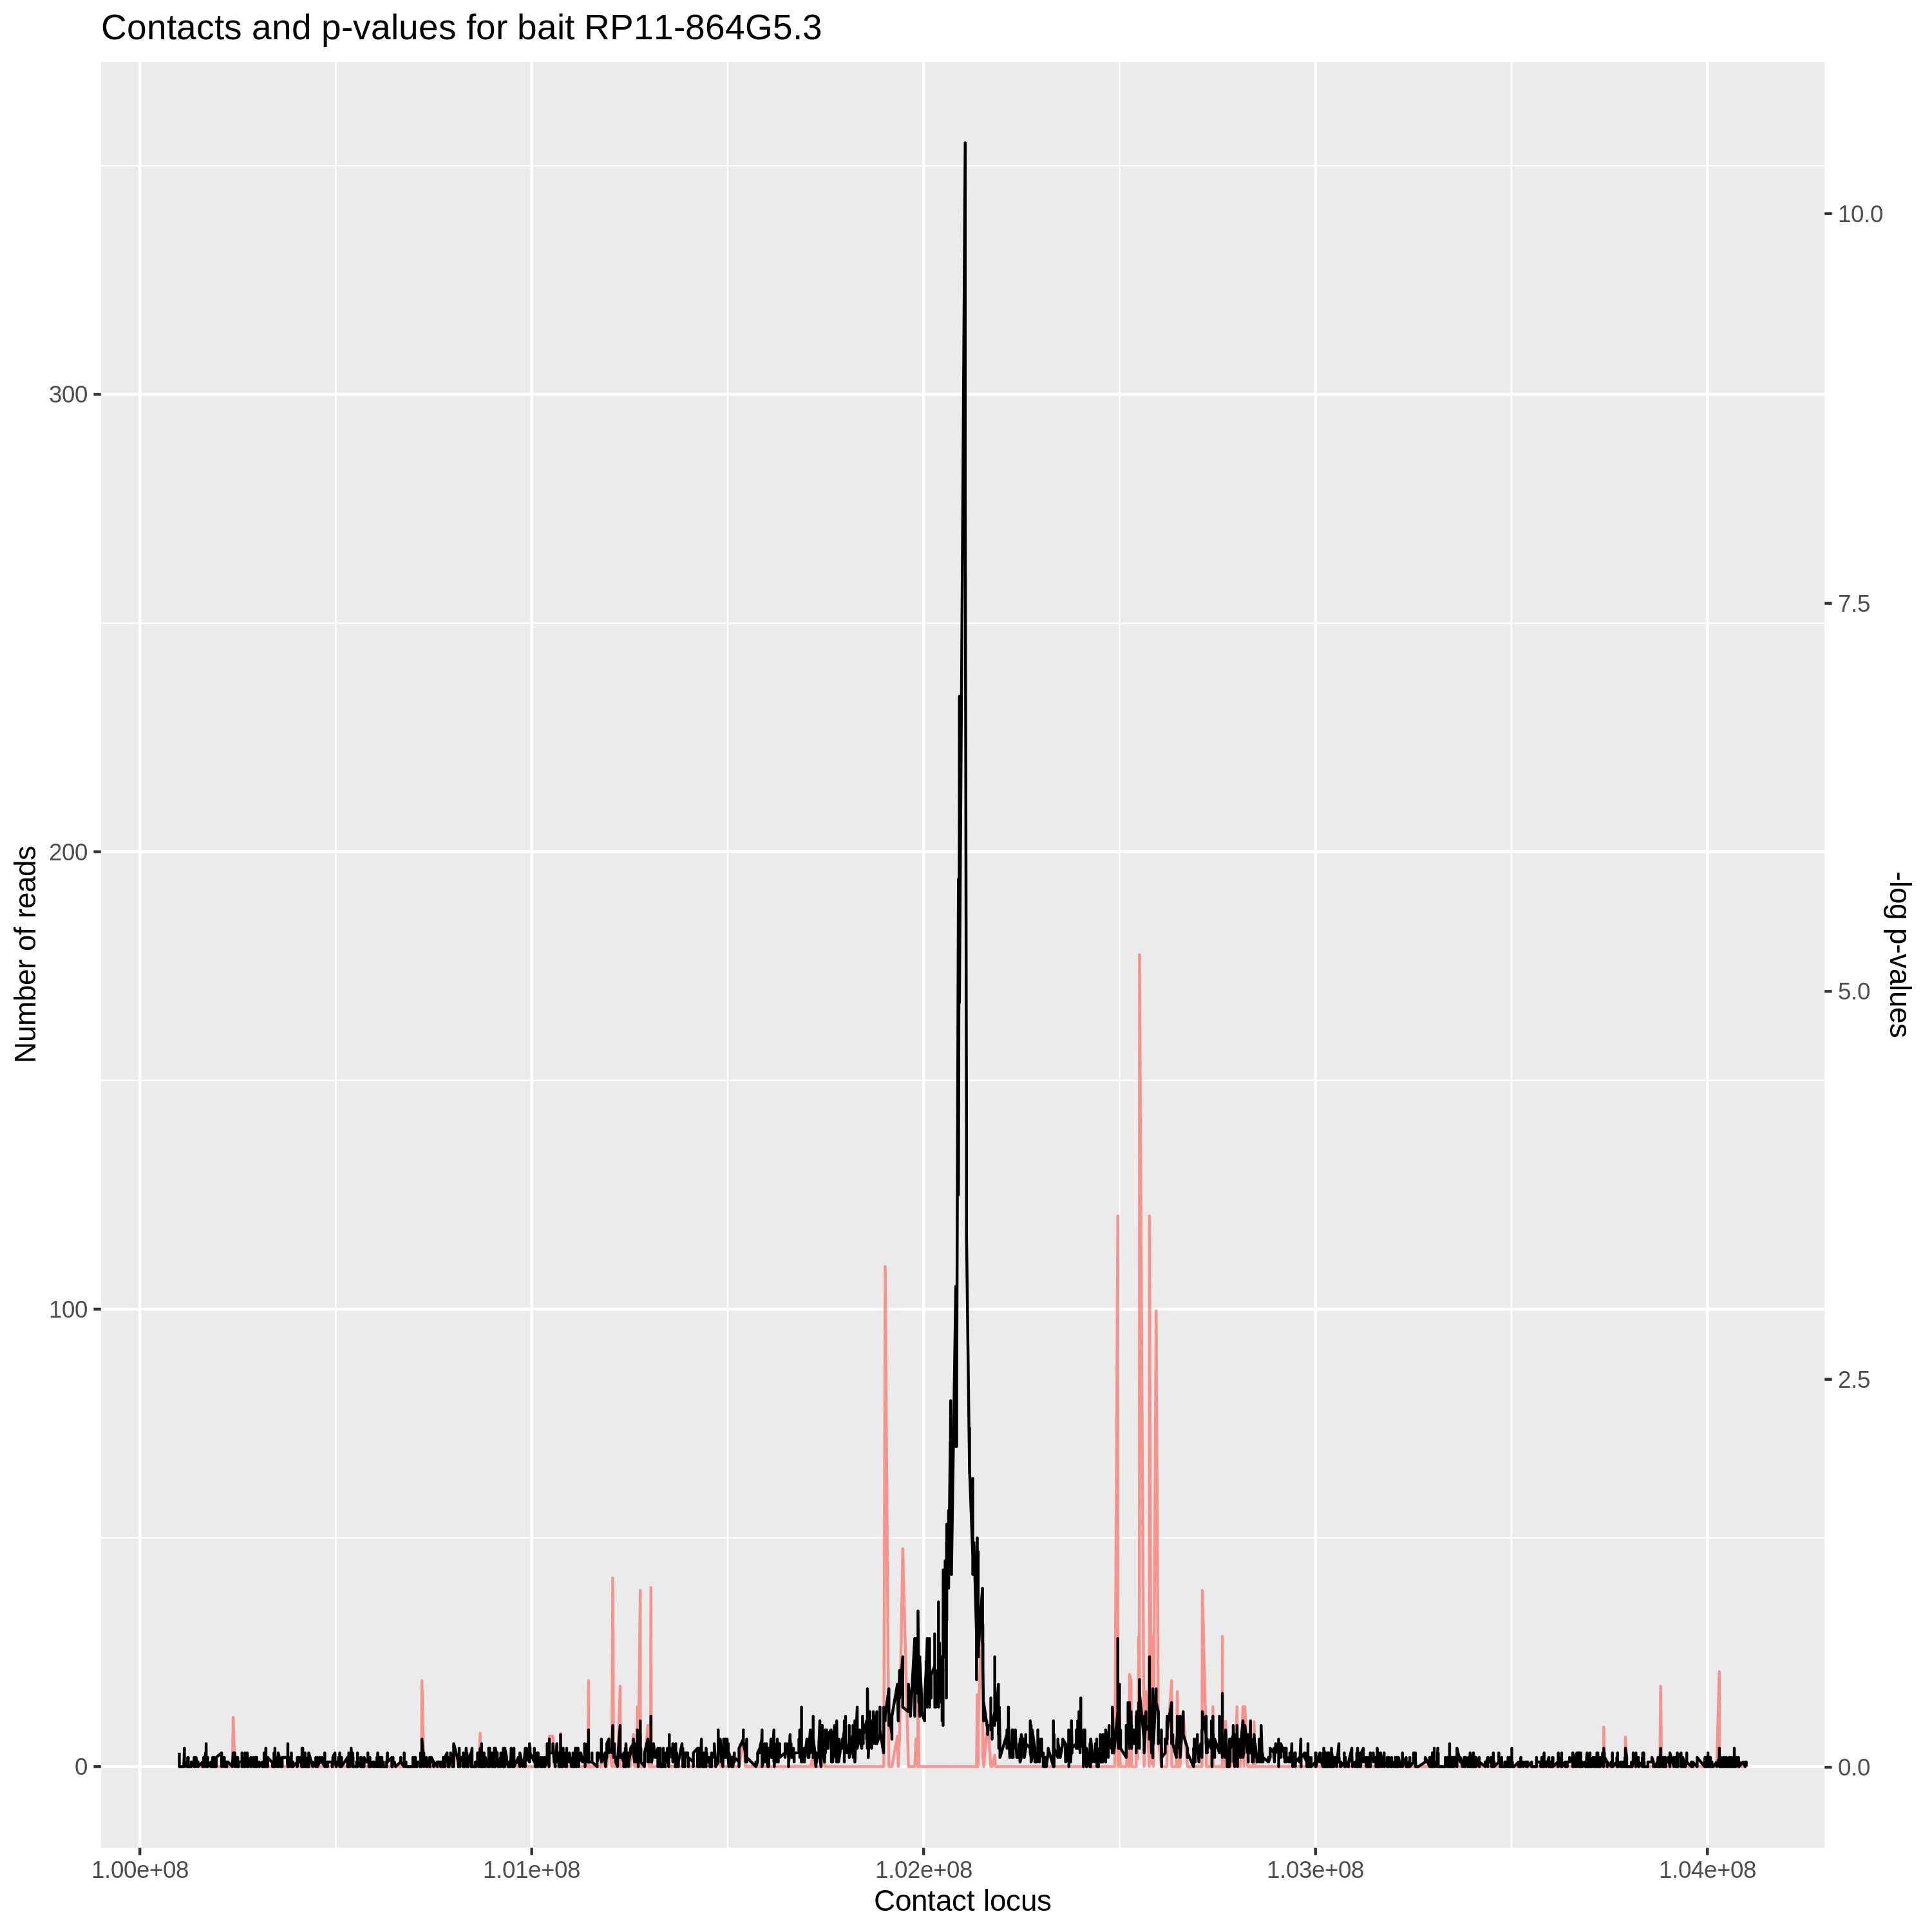 Contacts and p-values for bait RP11-864G5.3
300
200
100
0
Number of reads
10.0
7.5
5.0
2.5
0.0
-log p-values
1.00e+08
1.01e+08
1.02e+08
1.03e+08
1.04e+08
Contact locus